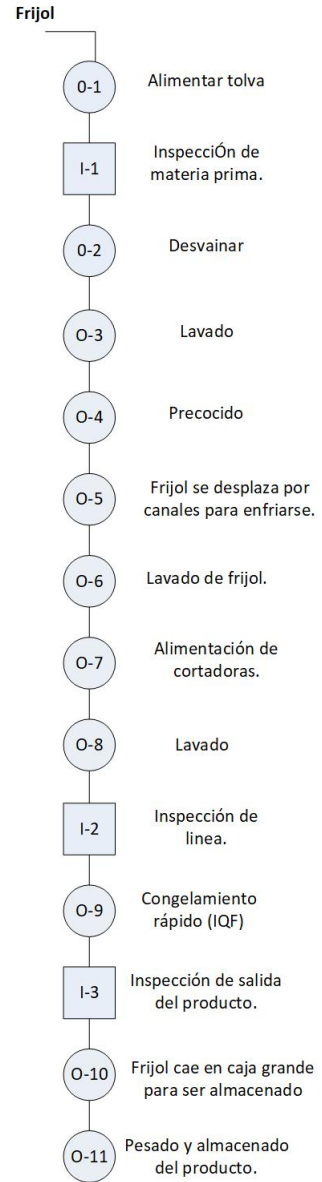 Frijol
0-1
Alimentar tolva
I-1
InspecciÓn de
materia prima.
0-2
Desvainar
O-3
Lavado
O-4
Precocido
O-5
Frijol se desplaza por
canales para enfriarse.
O-6
Lavado de frijol.
O-7
Alimentación de
cortadoras.
O-8
Lavado
I-2
Inspección de
linea.
O-9
Congelamiento
rápido (IQF)
I-3
Inspección de salida
del producto.
O-10
Frijol cae en caja grande
para ser almacenado
O-11
Pesado y almacenado
del producto.